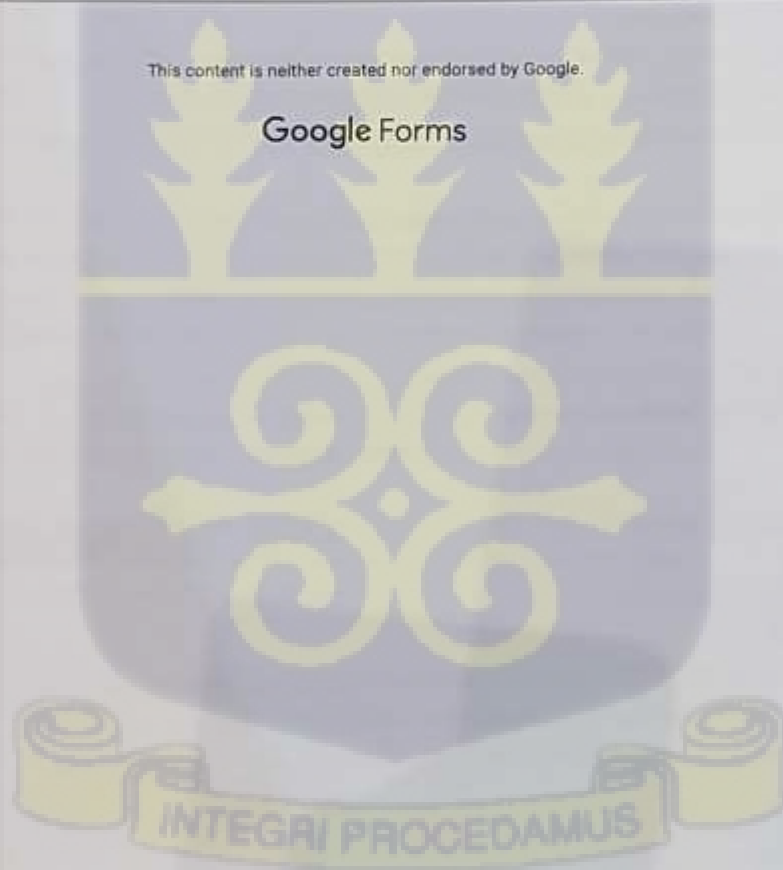 This content is neither created nor endorsed by Google.
Google Forms
INTEGRI PROCEDAMUS